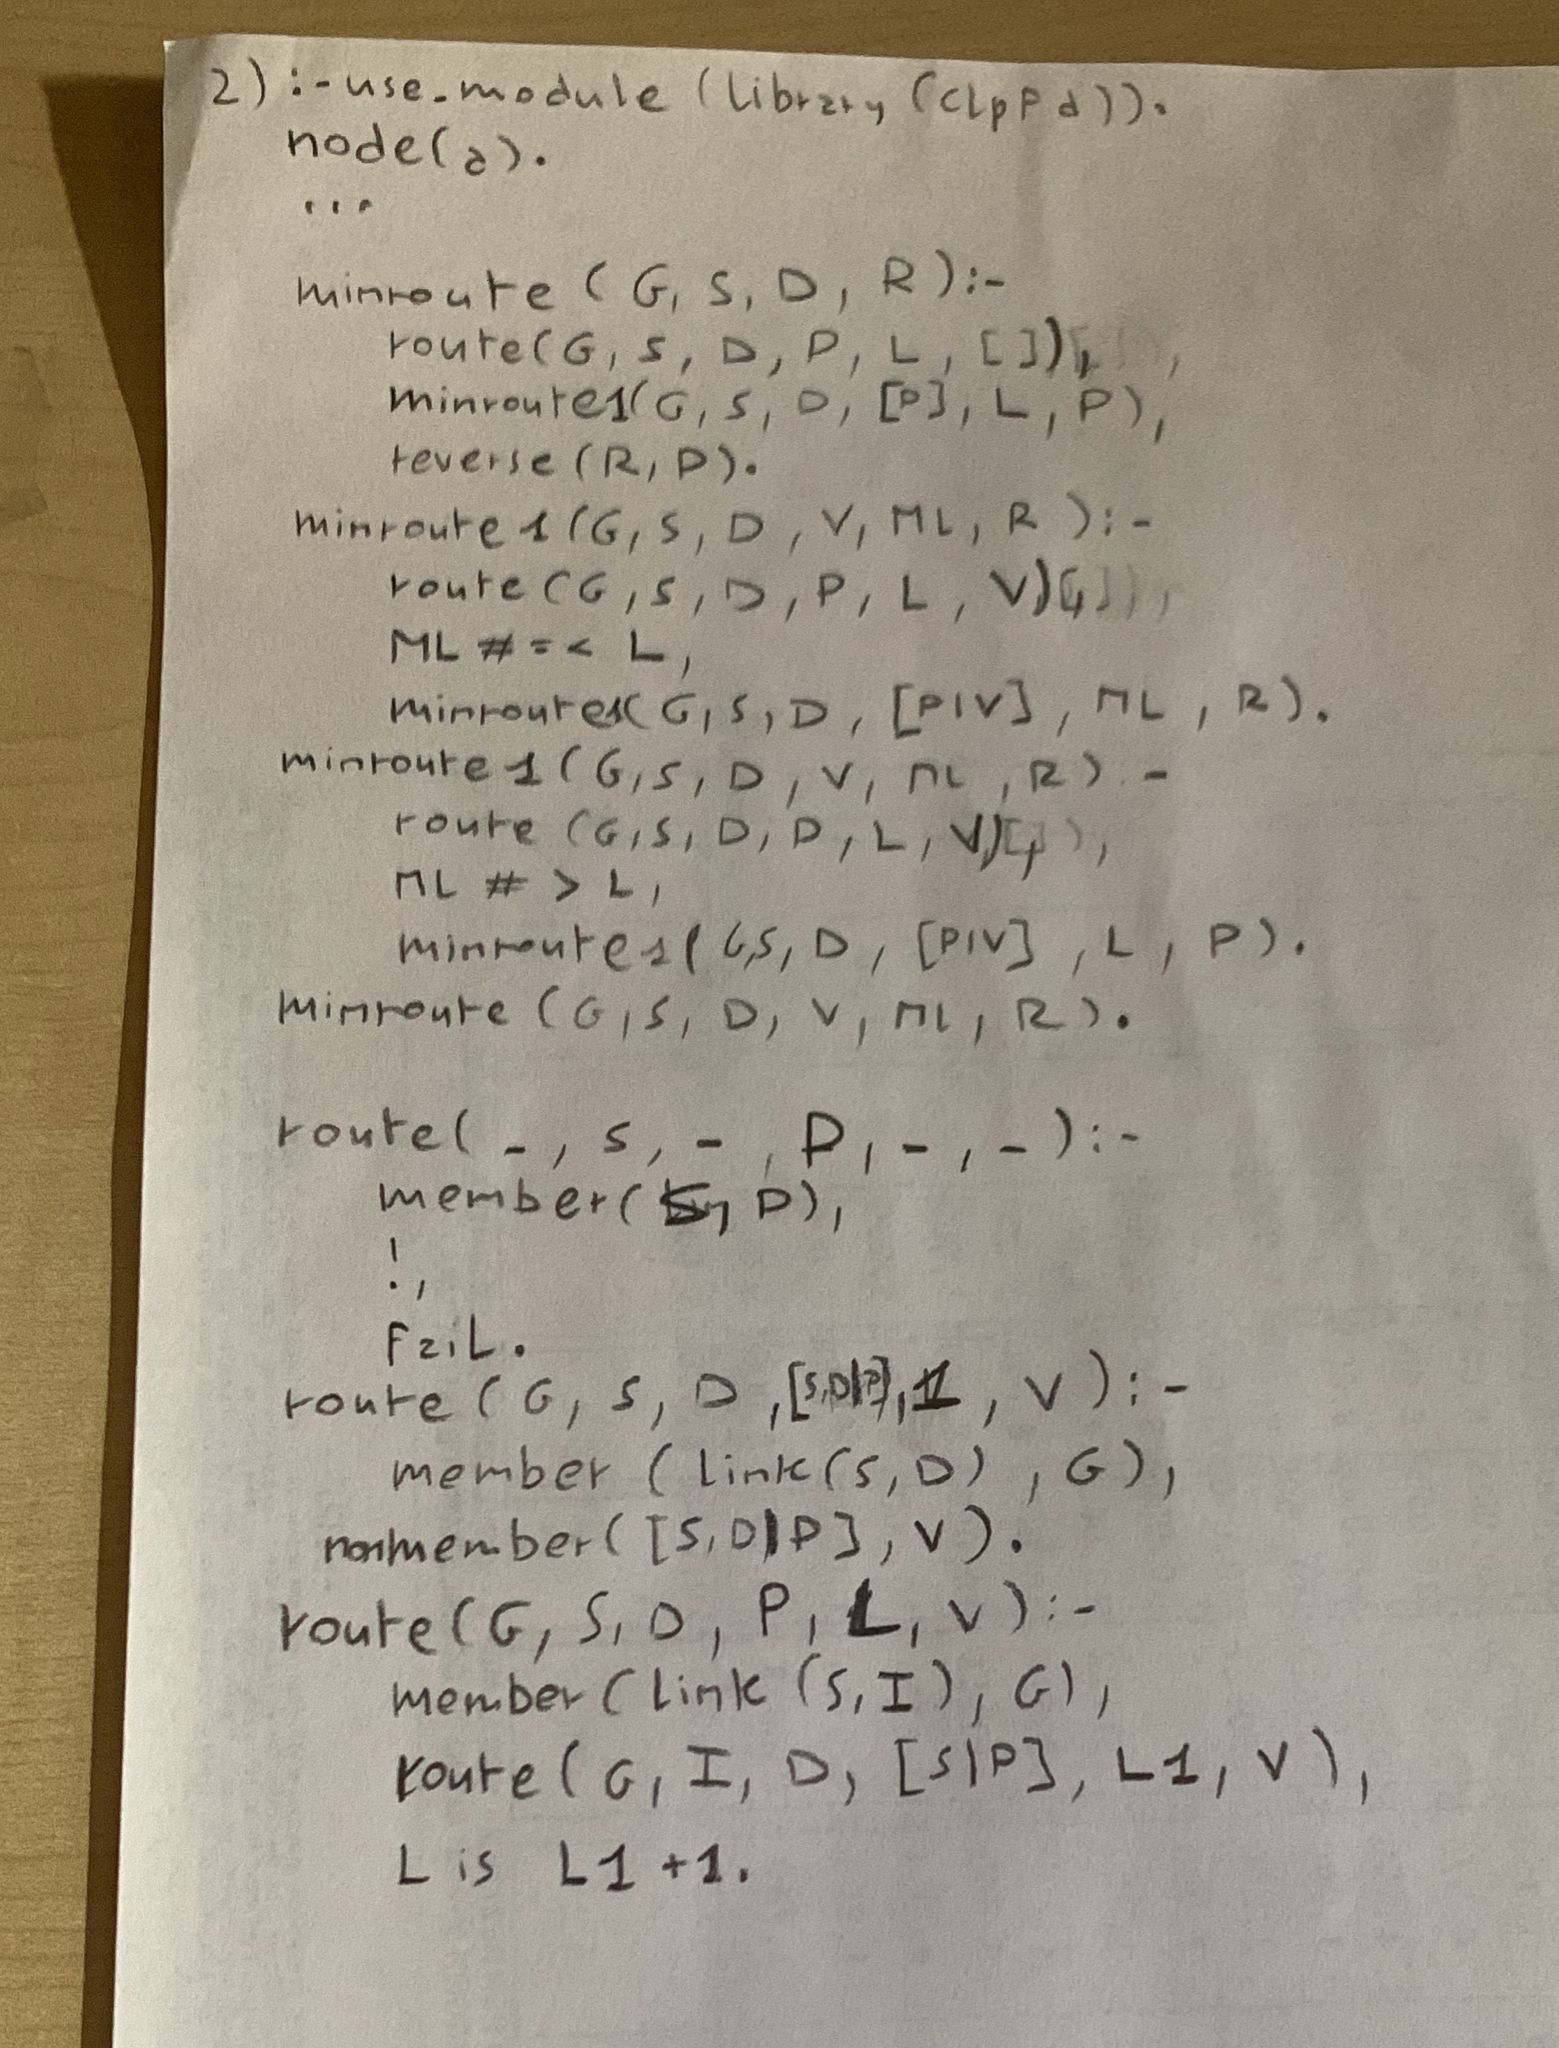 2) :-use_module (library (clpFd)).
node(a).
...
minroute (G, S, D, R):-
route(G, S, D, P, L, []),
minroute1(G, S, D, [P], L, P),
reverse(R, P).
minroute1(G, S, D, V, ML, R):-
route(G, S, D, P, L, V),
ML #=< L,
minroute1(G, S, D, [P|V], ML, R).
minroute1(G, S, D, V, ML, R) -
route (G, S, D, P, L, V),
ML #> L,
minroute1(G,S, D, [P|V], L, P).
minroute (G, S, D, V, ML, R).
route( _, S, _, P, _, _):-
member(S, P),
!,
Fail.
route (G, S, D, [S,D|P], 1, V):-
member (link(S, D), G),
nonmember([S,D|P], V).
route(G, S, D, P, L, V):-
member(link (S, I), G),
route(G, I, D, [S|P], L1, V),
L is L1+1.